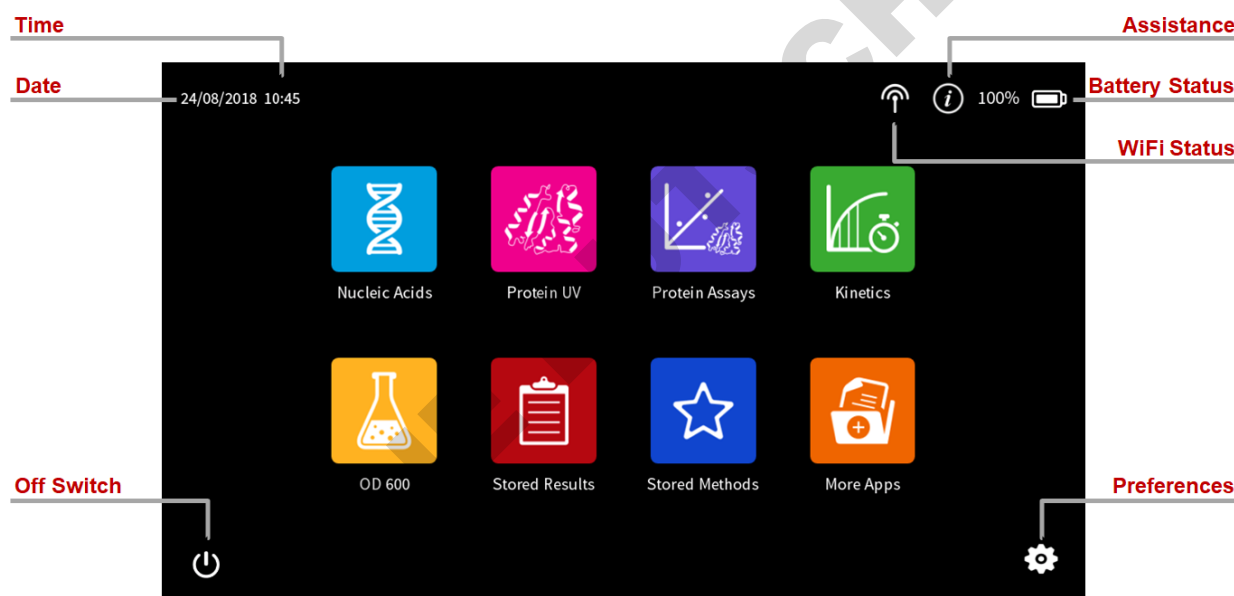 Time
Assistance
Date
Battery Status
24/08/2018 10:45
i
100%
WiFi Status
Nucleic Acids
Protein UV
Protein Assays
Kinetics
OD 600
Stored Results
Stored Methods
More Apps
Off Switch
Preferences